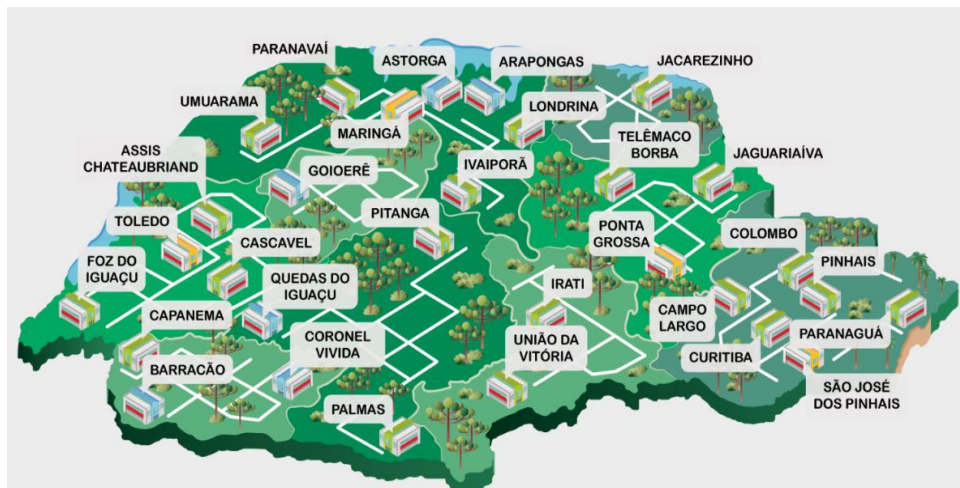 PARANAVAÍ
ASTORGA
ARAPONGAS
JACAREZINHO
UMUARAMA
MARINGÁ
LONDRINA
TELÊMACO
BORBA
ASSIS
CHATEAUBRIAND
GOIOERÊ
IVAIPORÃ
JAGUARIAÍVA
TOLEDO
PITANGA
PONTA
GROSSA
COLOMBO
FOZ DO
IGUAÇU
CASCAVEL
QUEDAS DO
IGUAÇU
IRATI
PINHAIS
CAPANEMA
CORONEL
VIVIDA
UNIÃO DA
VITÓRIA
CAMPO
LARGO
PARANAGUÁ
BARRACÃO
CURITIBA
PALMAS
SÃO JOSÉ
DOS PINHAIS